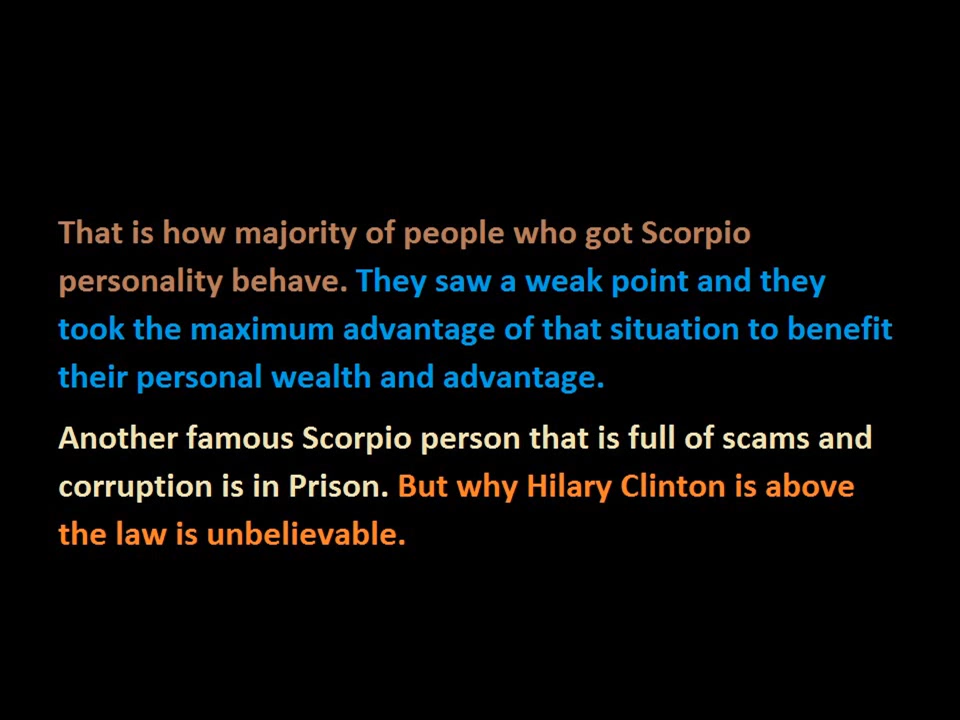 That is how majority of people who got Scorpio
personality behave. They saw a weak point and they
took the maximum advantage of that situation to benefit
their personal wealth and advantage.
Another famous Scorpio person that is full of scams and
corruption is in Prison. But why Hilary Clinton is above
the law is unbelievable.